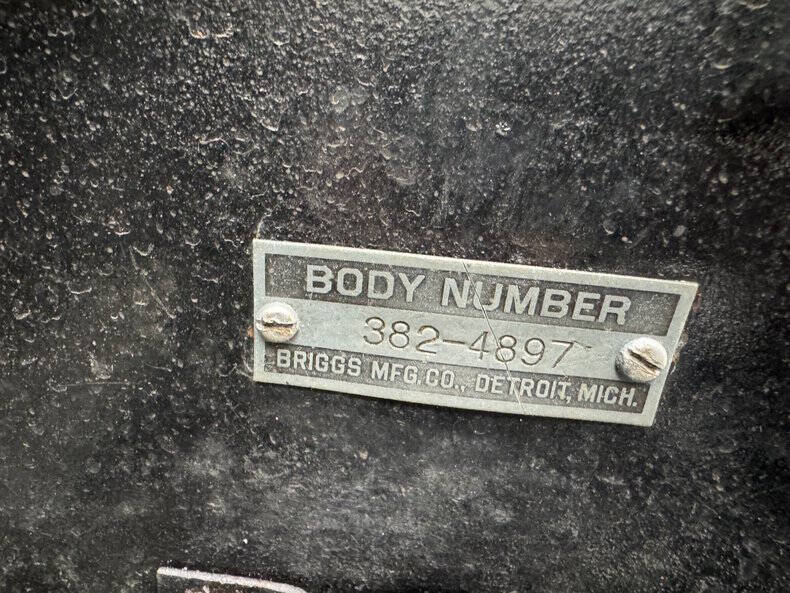 BODY NUMBER
382-4897
BRIGGS MFG. CO., DETROIT, MICH.